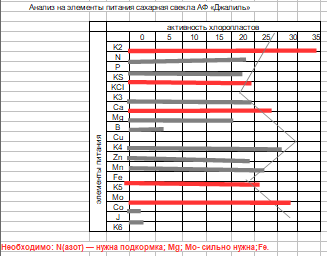 Анализ на элементы питания сахарная свекла АФ «Джалиль»
активность хлоропластов
0 5 10 15 20 25 30 35
элементы питания
K2
N
P
KS
KCl
K3
Ca
Mg
B
Cu
K4
Zn
Mn
Fe
K5
Mo
Co
J
K6
Необходимо: N(азот) — нужна подкормка; Mg; Mo- сильно нужна;Fe.